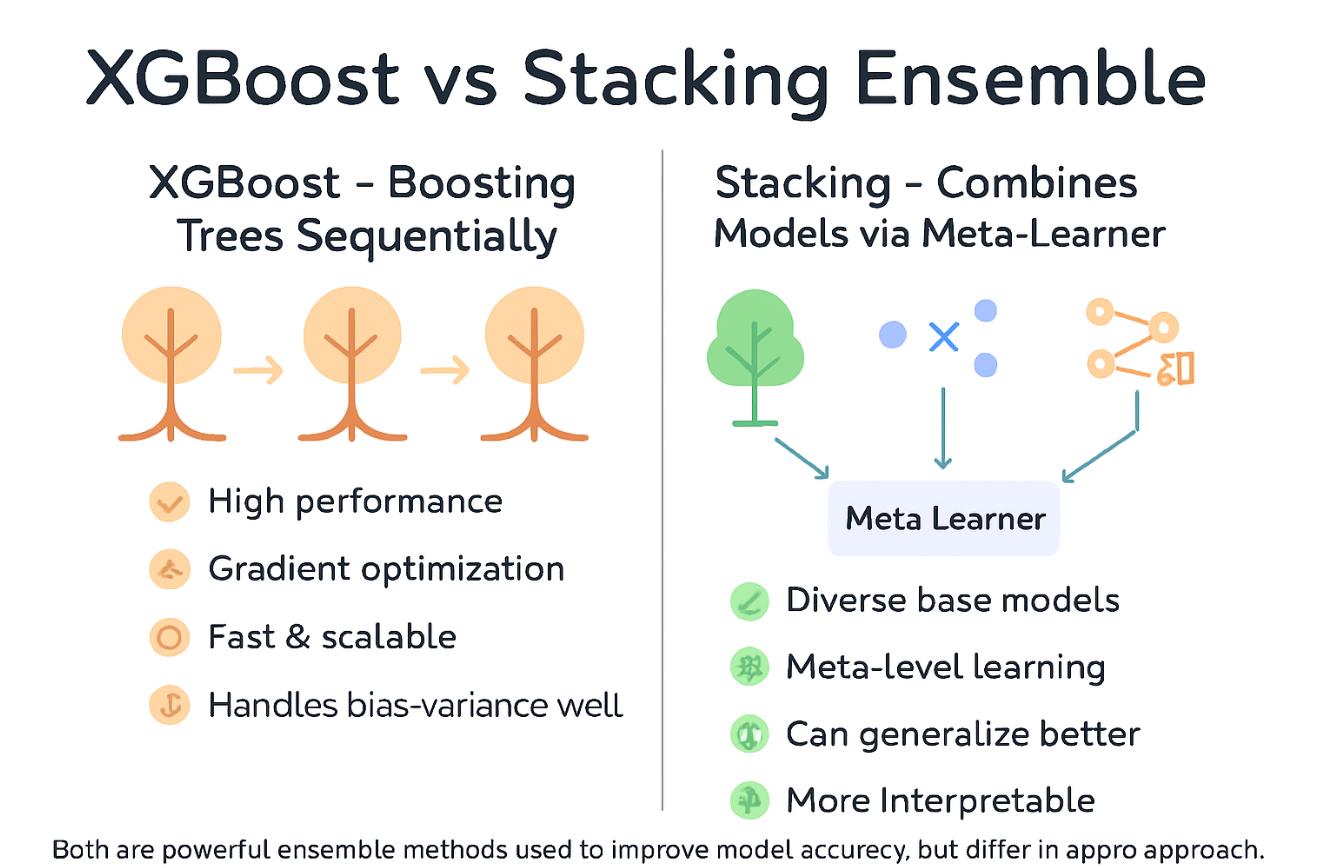 XGBoost vs Stacking Ensemble
XGBoost – Boosting
Trees Sequentially
High performance
Gradient optimization
Fast & scalable
Handles bias-variance well
Stacking – Combines
Models via Meta-Learner
Meta Learner
Diverse base models
Meta-level learning
Can generalize better
More Interpretable
Both are powerful ensemble methods used to improve model accurecy, but differ in appro approach.